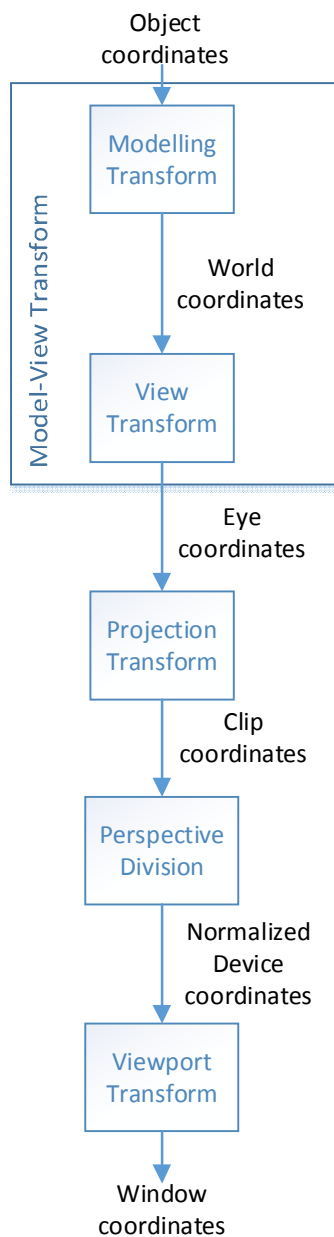 Object
coordinates
Model-View Transform
Modelling
Transform
World
coordinates
View
Transform
Eye
coordinates
Projection
Transform
Clip
coordinates
Perspective
Division
Normalized
Device
coordinates
Viewport
Transform
Window
coordinates